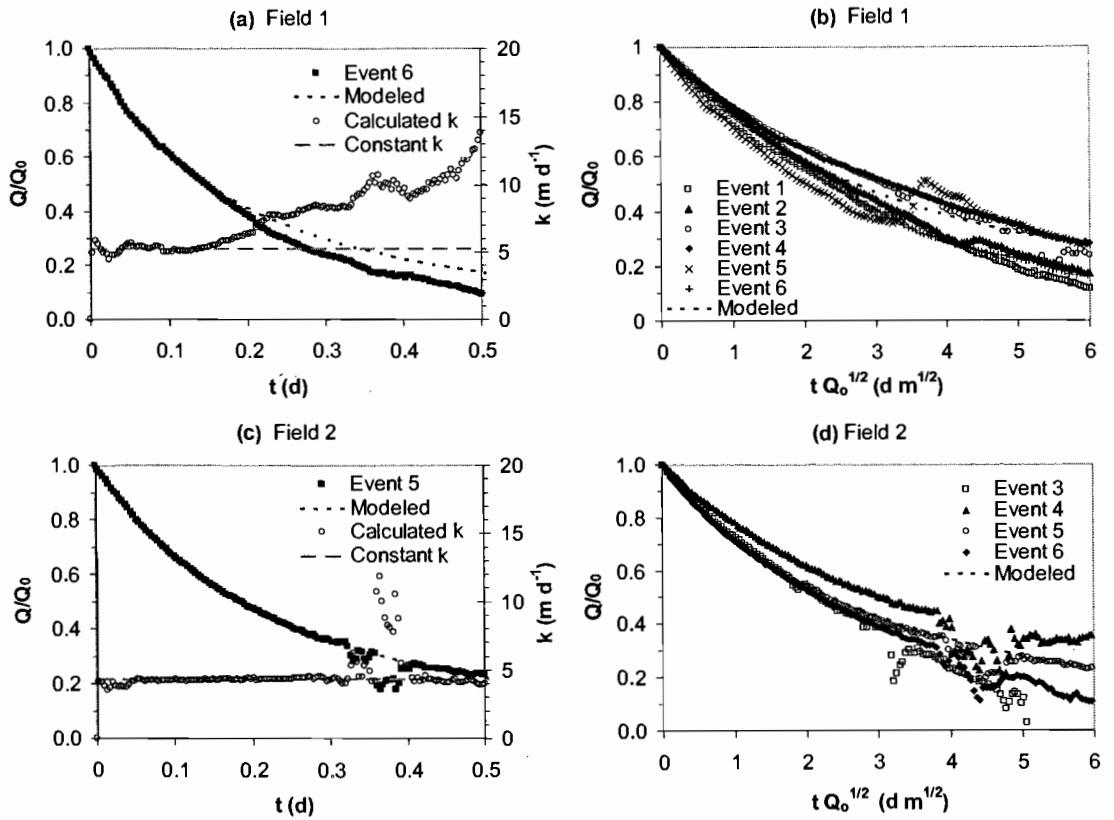 (a) Field 1
Q/Q₀
1.0
0.8
0.6
0.4
0.2
0.0
0
0.1
0.2
0.3
0.4
0.5
t (d)
20
15
10
5
0
k (m d⁻¹)
Event 6
Modeled
Calculated k
Constant k
(b) Field 1
Q/Q₀
1
0.8
0.6
0.4
0.2
0
0
1
2
3
4
5
6
t Qₒ¹/² (d m¹/²)
Event 1
Event 2
Event 3
Event 4
Event 5
Event 6
Modeled
(c) Field 2
Q/Q₀
1.0
0.8
0.6
0.4
0.2
0.0
0
0.1
0.2
0.3
0.4
0.5
t (d)
20
15
10
5
0
k (m d⁻¹)
Event 5
Modeled
Calculated k
Constant k
(d) Field 2
Q/Q₀
1.0
0.8
0.6
0.4
0.2
0.0
0
1
2
3
4
5
6
t Qₒ¹/² (d m¹/²)
Event 3
Event 4
Event 5
Event 6
Modeled